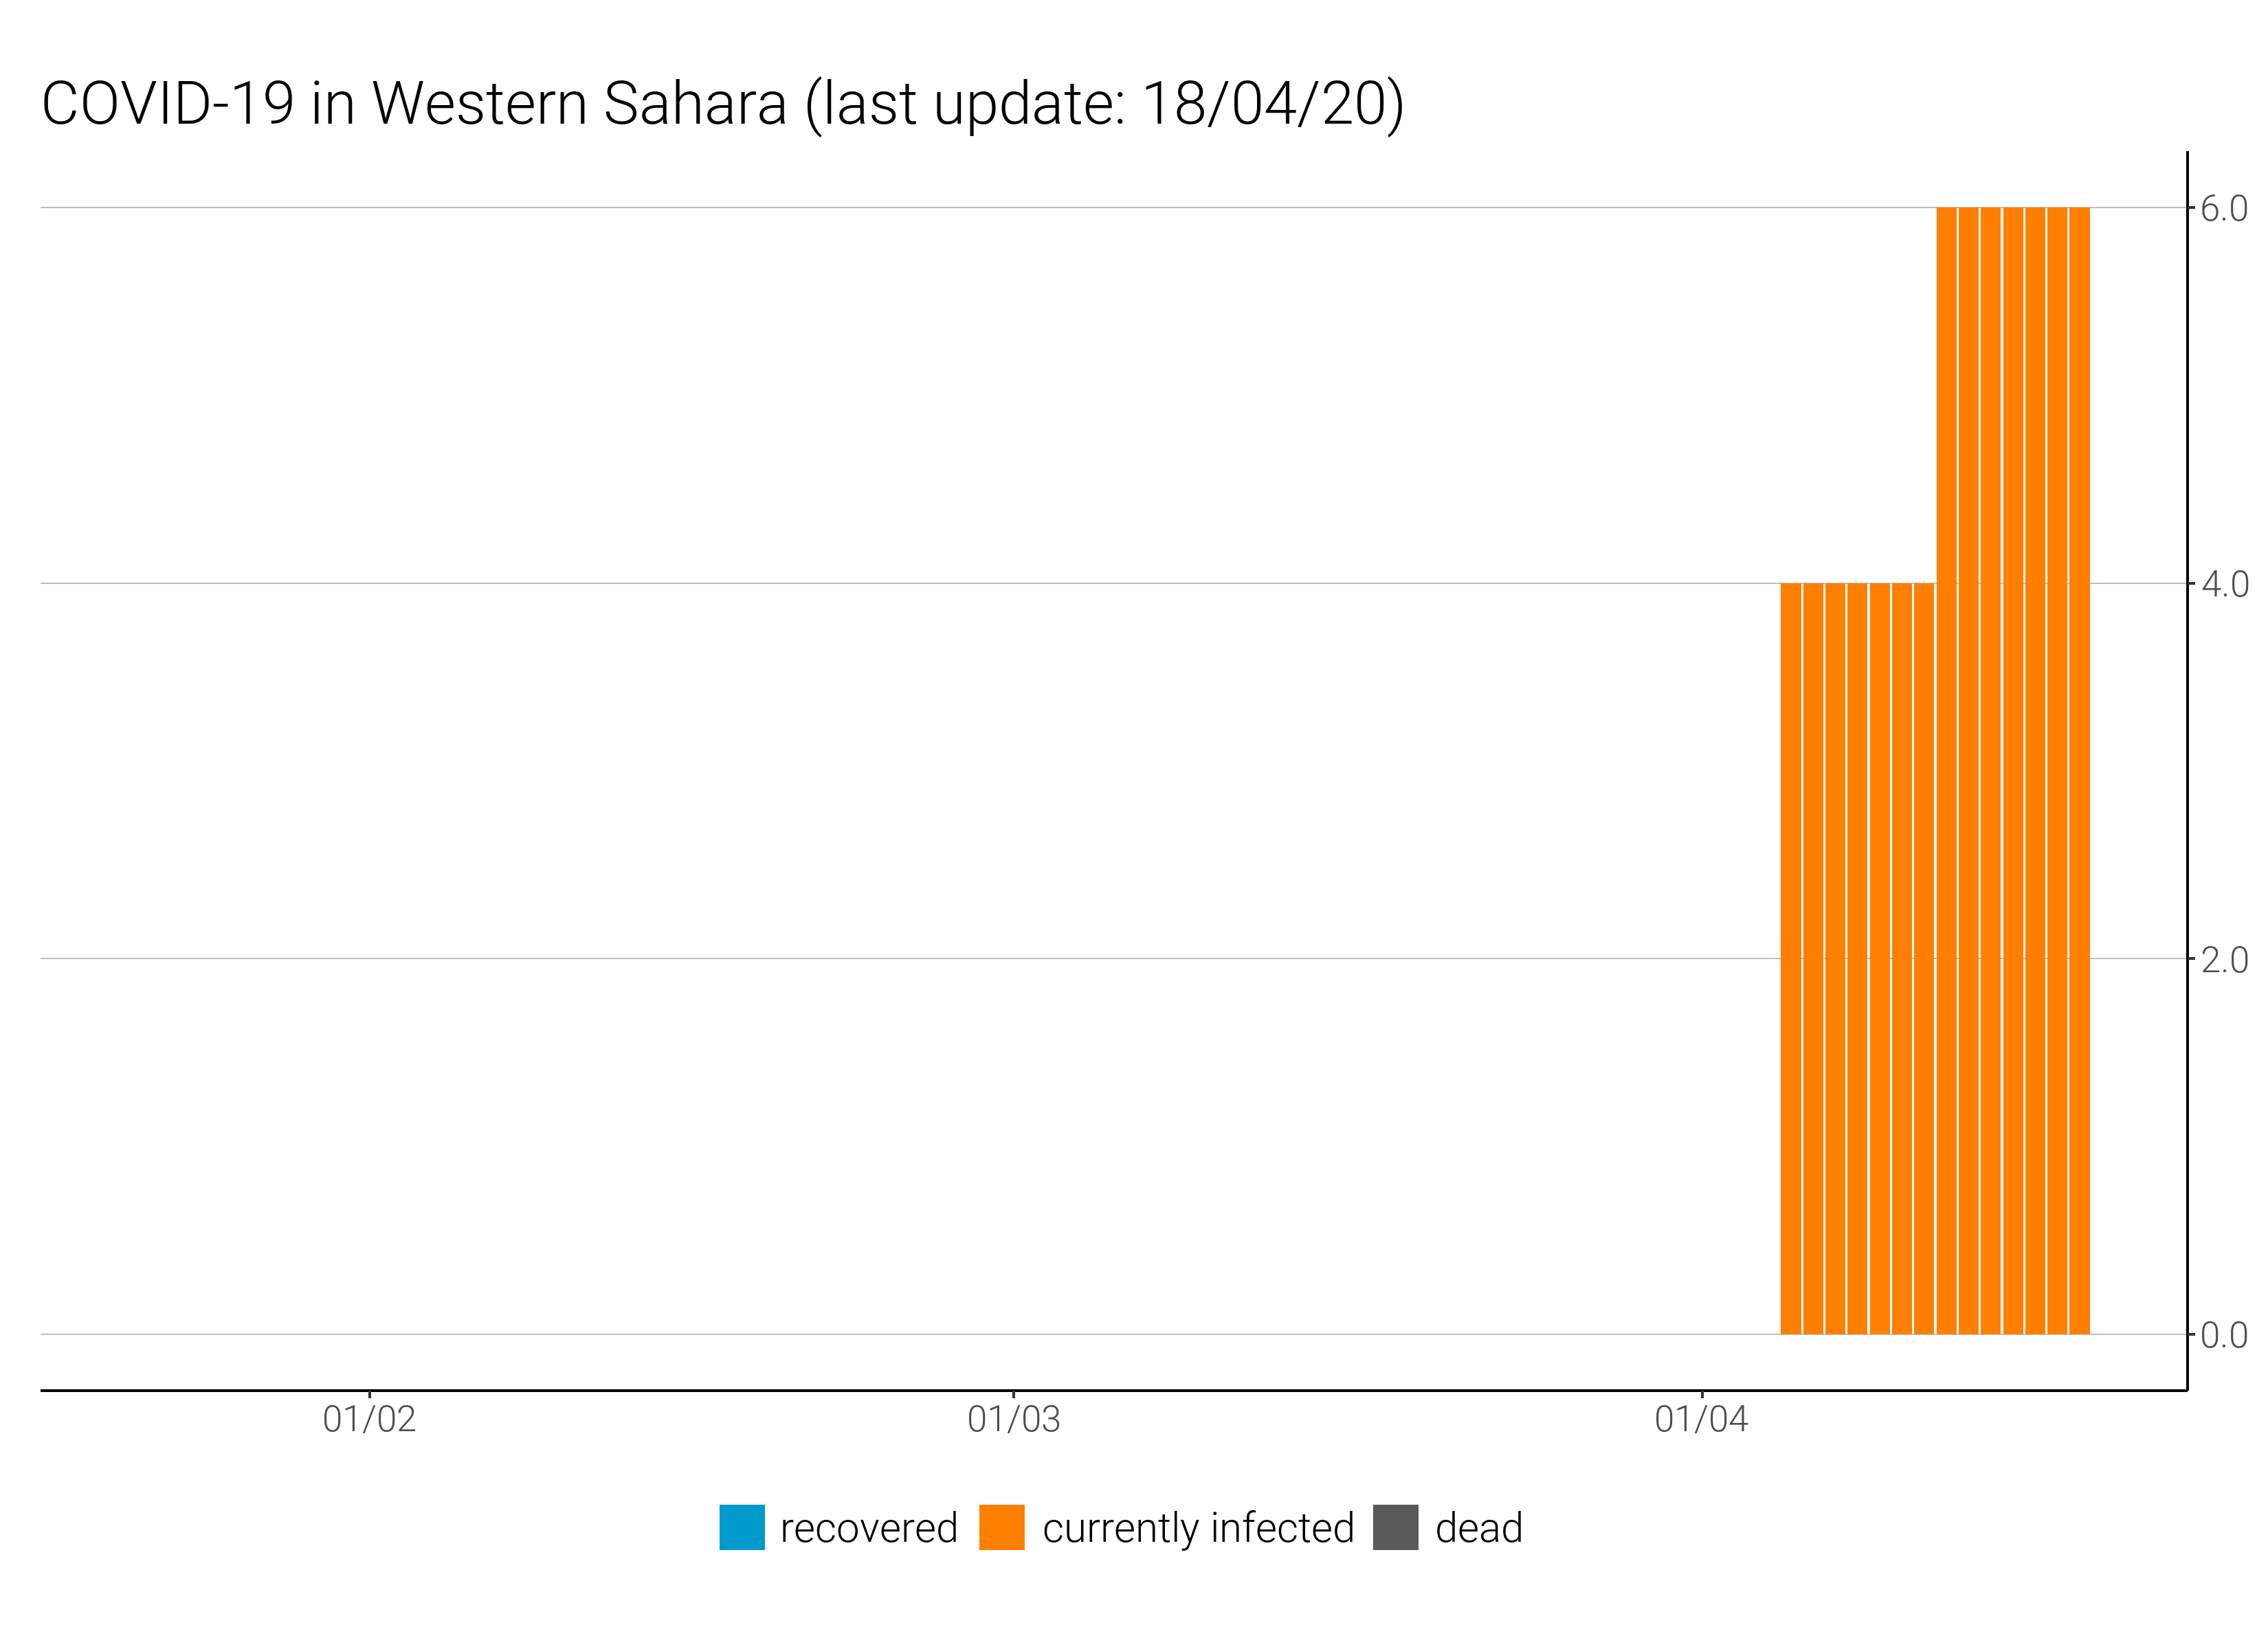 COVID-19 in Western Sahara (last update: 18/04/20)
6.0
4.0
2.0
0.0
01/02 01/03 01/04
recovered currently infected dead